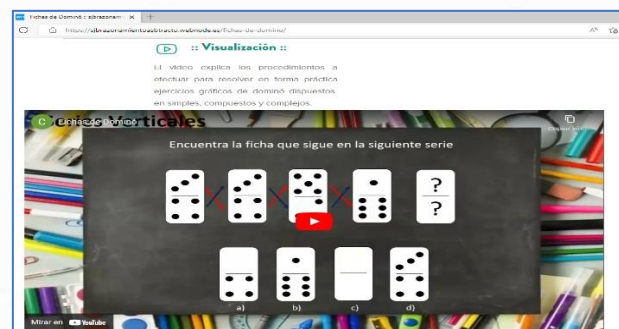 Fichas de Dominó :: ejbrazonami
https://ejbrazonamientoasbtracto.webnode.es/fichas-de-domino/
:: Visualización ::
El video explica los procedimientos a
efectuar para resolver en forma práctica
ejercicios gráficos de dominó dispuestos
en simples, compuestos y complejos.
C
Fichas de Dominó
Verticales
Encuentra la ficha que sigue en la siguiente serie
?
?
a)
b)
c)
d)
Mirar en YouTube